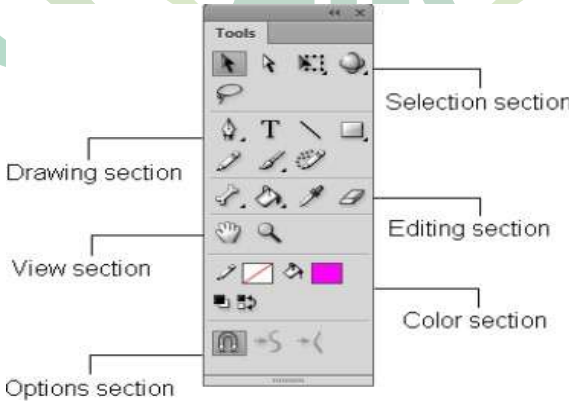 Tools
Selection section
Drawing section
Editing section
View section
Color section
Options section